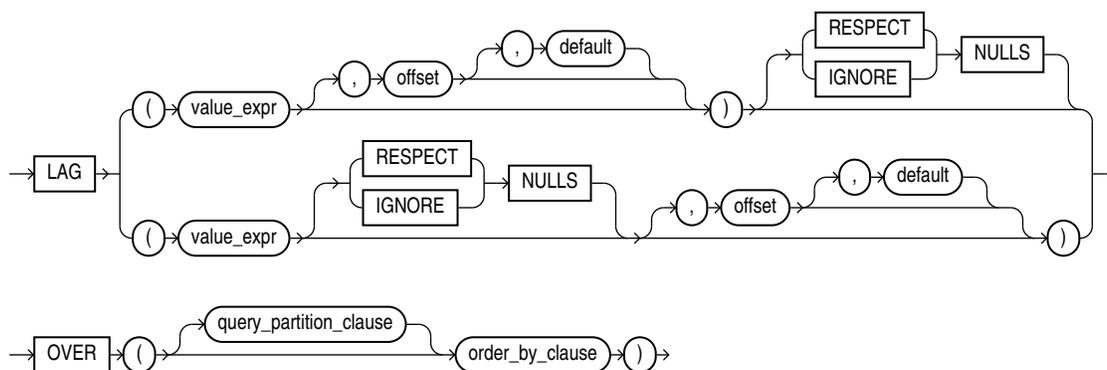 RESPECT
, default
, offset
NULLS
IGNORE
( value_expr )
LAG
RESPECT
NULLS
IGNORE
, default
, offset
( value_expr )
query_partition_clause
OVER ( order_by_clause )